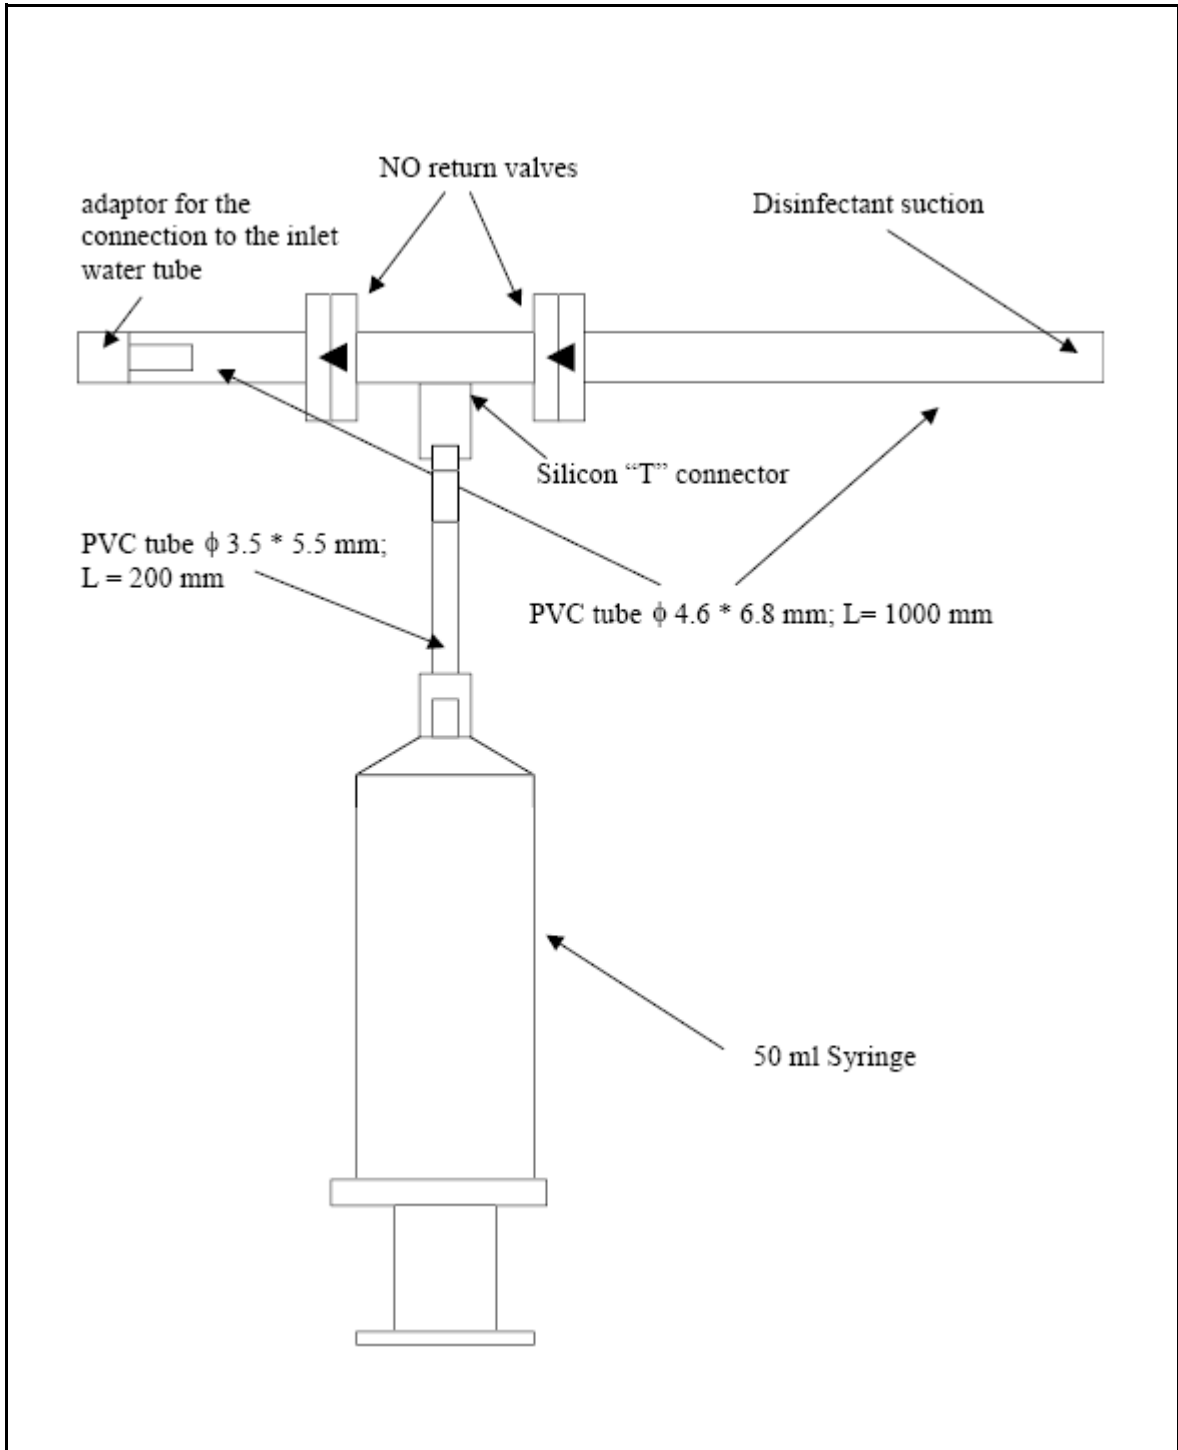 NO return valves
adaptor for the
connection to the inlet
water tube
Disinfectant suction
Silicon “T” connector
PVC tube ϕ 3.5 * 5.5 mm;
L = 200 mm
PVC tube ϕ 4.6 * 6.8 mm; L= 1000 mm
50 ml Syringe